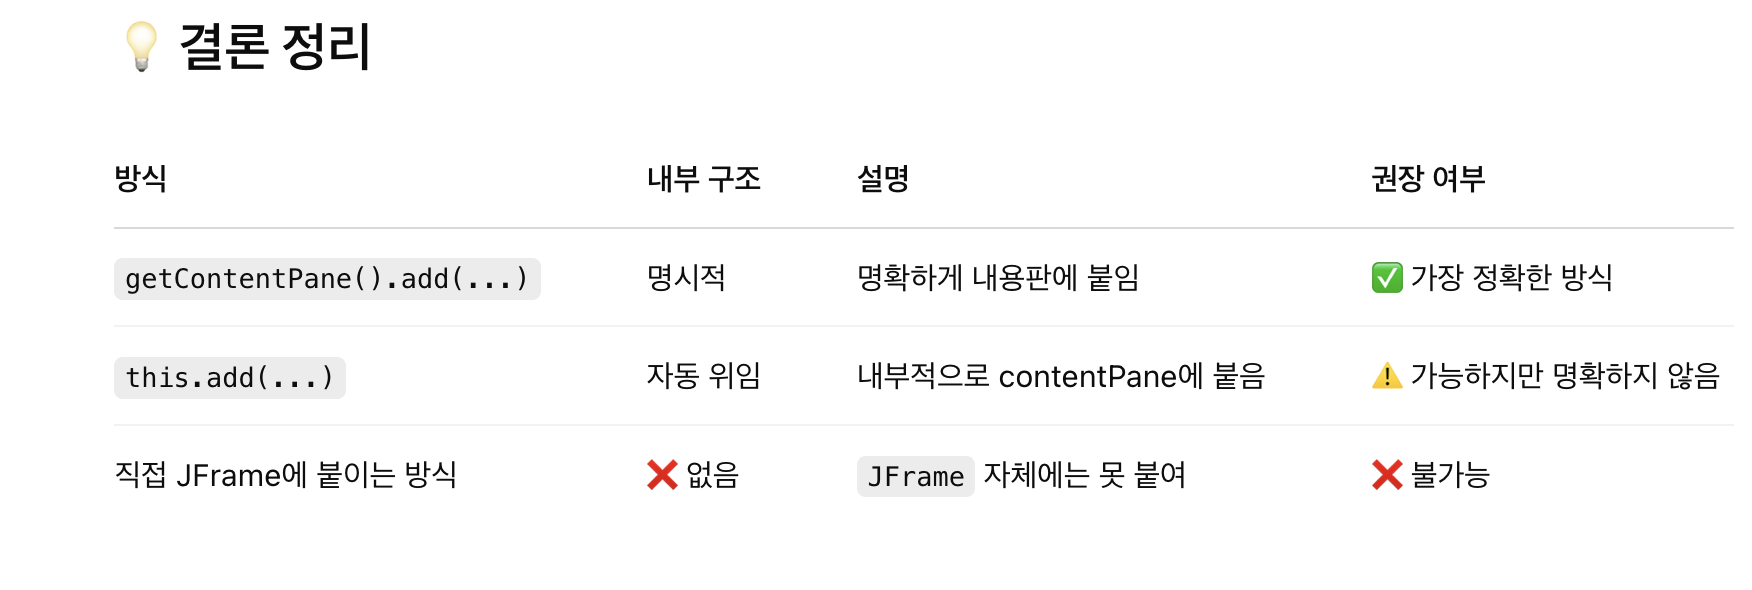 💡 결론 정리
방식 내부 구조 설명 권장 여부
getContentPane().add(...) 명시적 명확하게 내용판에 붙임 ✅ 가장 정확한 방식
this.add(...) 자동 위임 내부적으로 contentPane에 붙음 ⚠️ 가능하지만 명확하지 않음
직접 JFrame에 붙이는 방식 ❌ 없음 JFrame 자체에는 못 붙여 ❌ 불가능